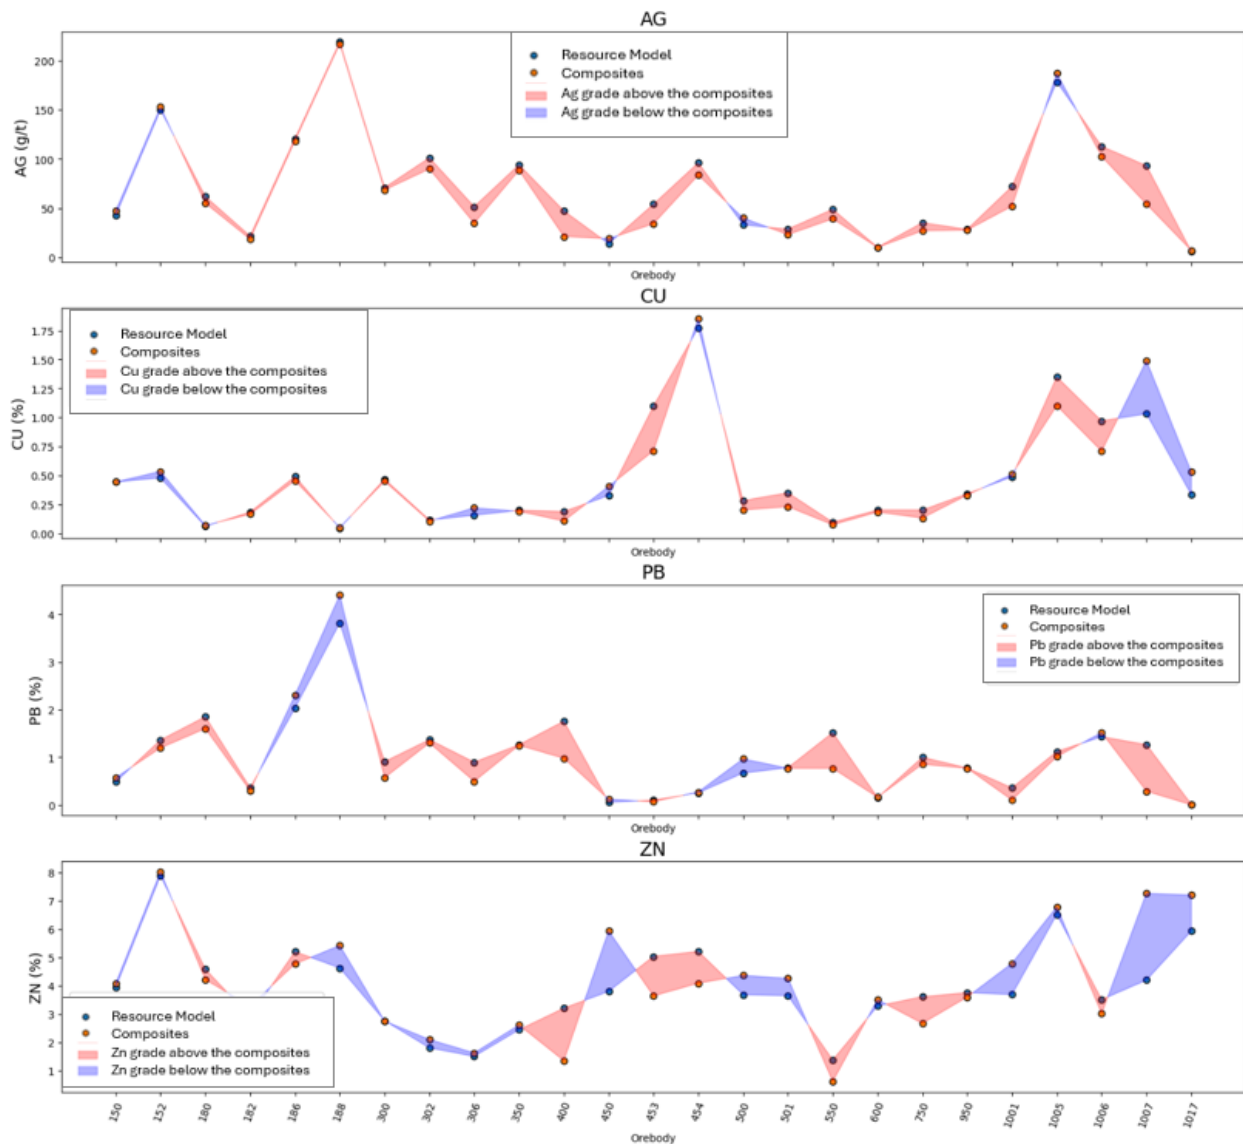 AG
AG (g/t)
200
150
100
50
0
Resource Model
Composites
Ag grade above the composites
Ag grade below the composites
Orebody
CU
CU (%)
1.75
1.50
1.25
1.00
0.75
0.50
0.25
0.00
Resource Model
Composites
Cu grade above the composites
Cu grade below the composites
Orebody
PB
PB (%)
4
3
2
1
0
Resource Model
Composites
Pb grade above the composites
Pb grade below the composites
Orebody
ZN
ZN (%)
8
7
6
5
4
3
2
1
Resource Model
Composites
Zn grade above the composites
Zn grade below the composites
150 152 180 182 186 188 300 302 306 350 400 450 453 454 500 501 550 600 750 950 1001 1005 1006 1007 1017
Orebody